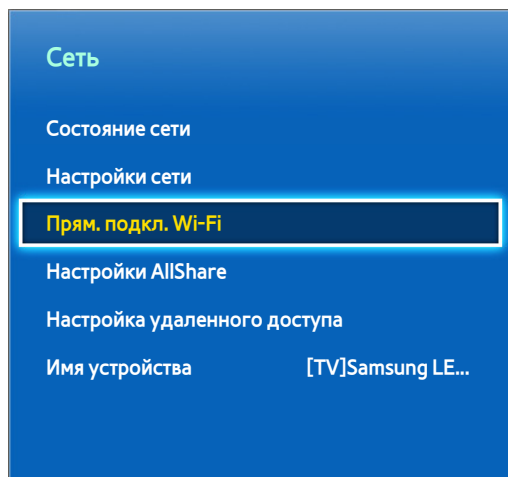 Сеть
Состояние сети
Настройки сети
Прям. подкл. Wi-Fi
Настройки AllShare
Настройка удаленного доступа
Имя устройства [TV]Samsung LE...